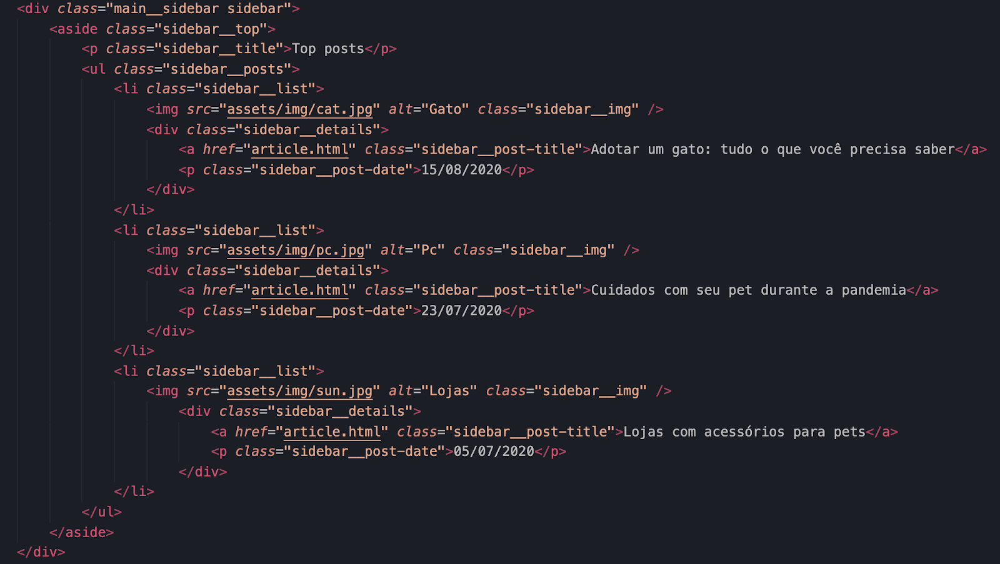 <div class="main__sidebar sidebar">
    <aside class="sidebar__top">
        <p class="sidebar__title">Top posts</p>
        <ul class="sidebar__posts">
            <li class="sidebar__list">
                <img src="assets/img/cat.jpg" alt="Gato" class="sidebar__img" />
                <div class="sidebar__details">
                    <a href="article.html" class="sidebar__post-title">Adotar um gato: tudo o que você precisa saber</a>
                    <p class="sidebar__post-date">15/08/2020</p>
                </div>
            </li>
            <li class="sidebar__list">
                <img src="assets/img/pc.jpg" alt="Pc" class="sidebar__img" />
                <div class="sidebar__details">
                    <a href="article.html" class="sidebar__post-title">Cuidados com seu pet durante a pandemia</a>
                    <p class="sidebar__post-date">23/07/2020</p>
                </div>
            </li>
            <li class="sidebar__list">
                <img src="assets/img/sun.jpg" alt="Lojas" class="sidebar__img" />
                    <div class="sidebar__details">
                        <a href="article.html" class="sidebar__post-title">Lojas com acessórios para pets</a>
                        <p class="sidebar__post-date">05/07/2020</p>
                    </div>
            </li>
        </ul>
    </aside>
</div>